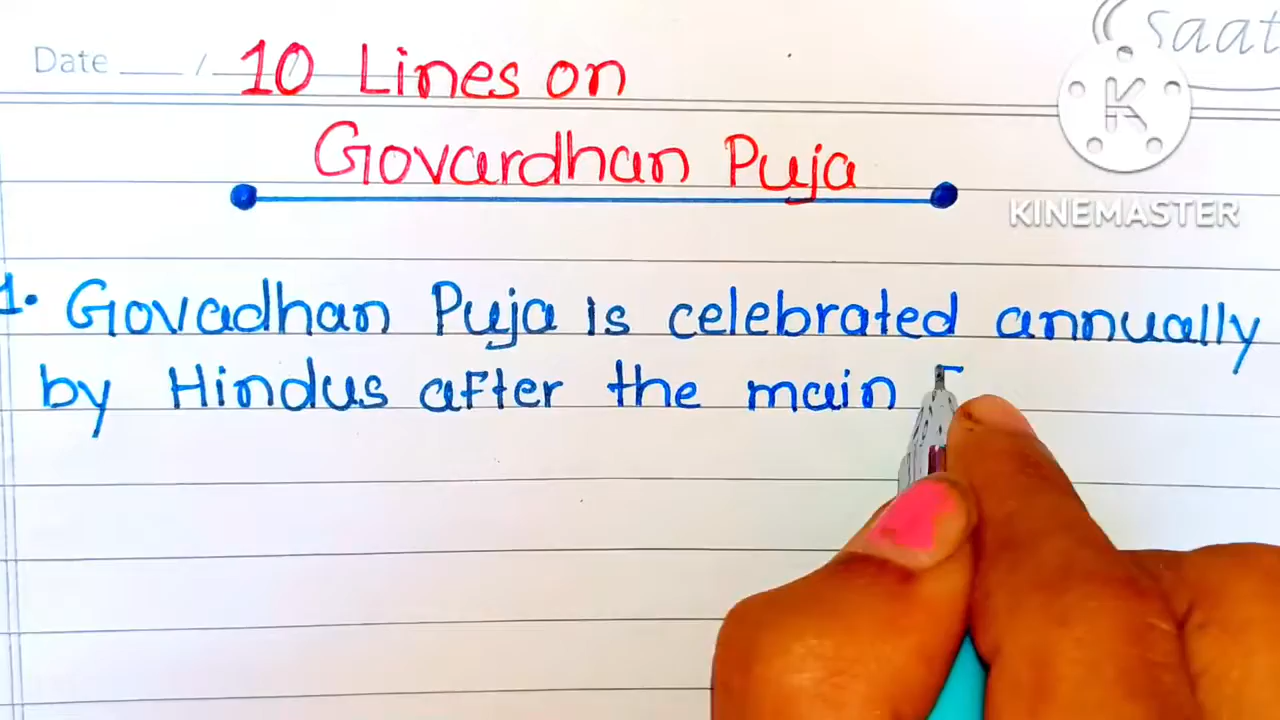 Saat
Date ___ / 10 Lines on
Govardhan Puja
K
KINEMASTER
1. Govadhan Puja is celebrated annually
by Hindus after the main